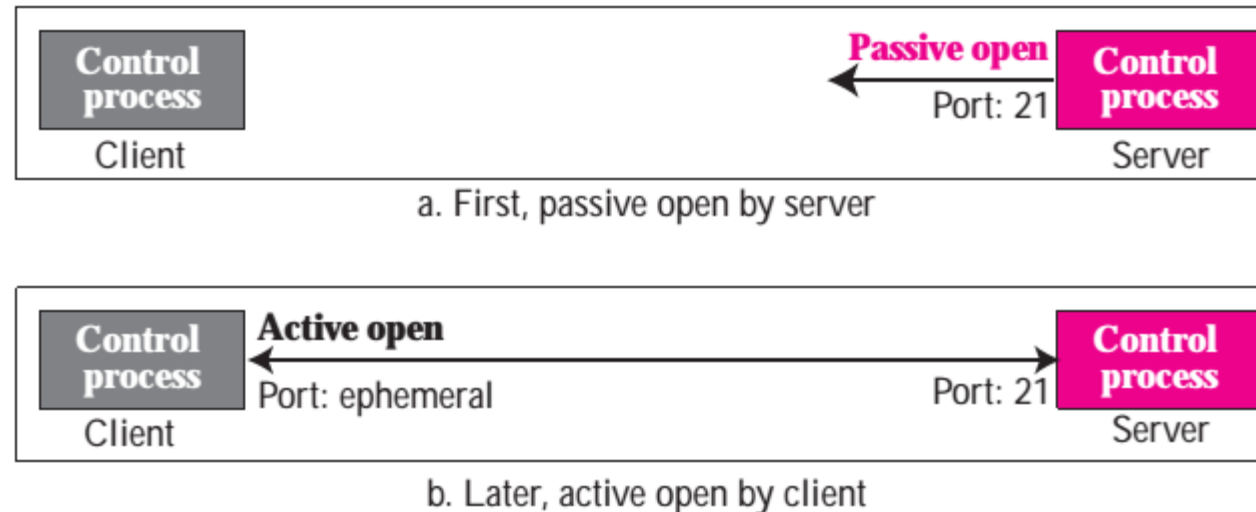 Control
process
Client
Passive open
Port: 21
Control
process
Server
a. First, passive open by server
Control
process
Client
Active open
Port: ephemeral
Port: 21
Control
process
Server
b. Later, active open by client